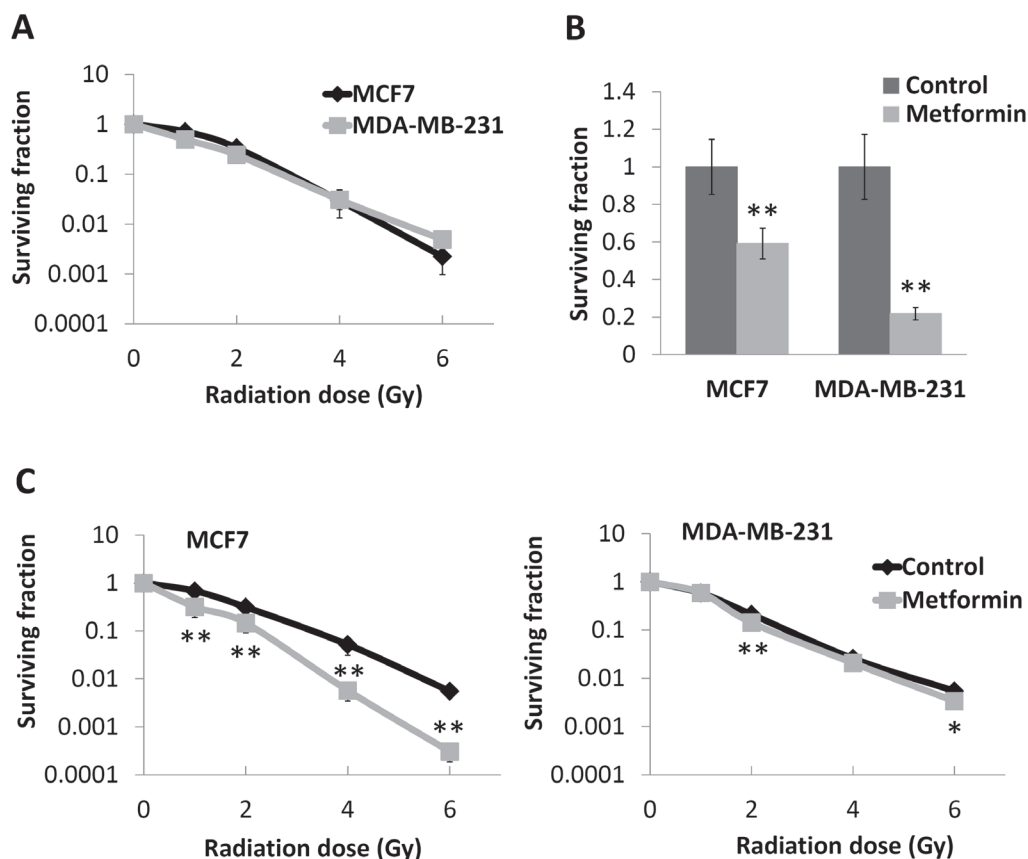 A
10
1
0.1
0.01
0.001
0.0001
Surviving fraction
MCF7
MDA-MB-231
0 2 4 6
Radiation dose (Gy)
B
Control
Metformin
1.4
1.2
1
0.8
0.6
0.4
0.2
0
Surviving fraction
**
**
MCF7 MDA-MB-231
C
MCF7
10
1
0.1
0.01
0.001
0.0001
Surviving fraction
**
**
**
**
0 2 4 6
Radiation dose (Gy)
MDA-MB-231
Control
Metformin
10
1
0.1
0.01
0.001
0.0001
Surviving fraction
**
*
0 2 4 6
Radiation dose (Gy)